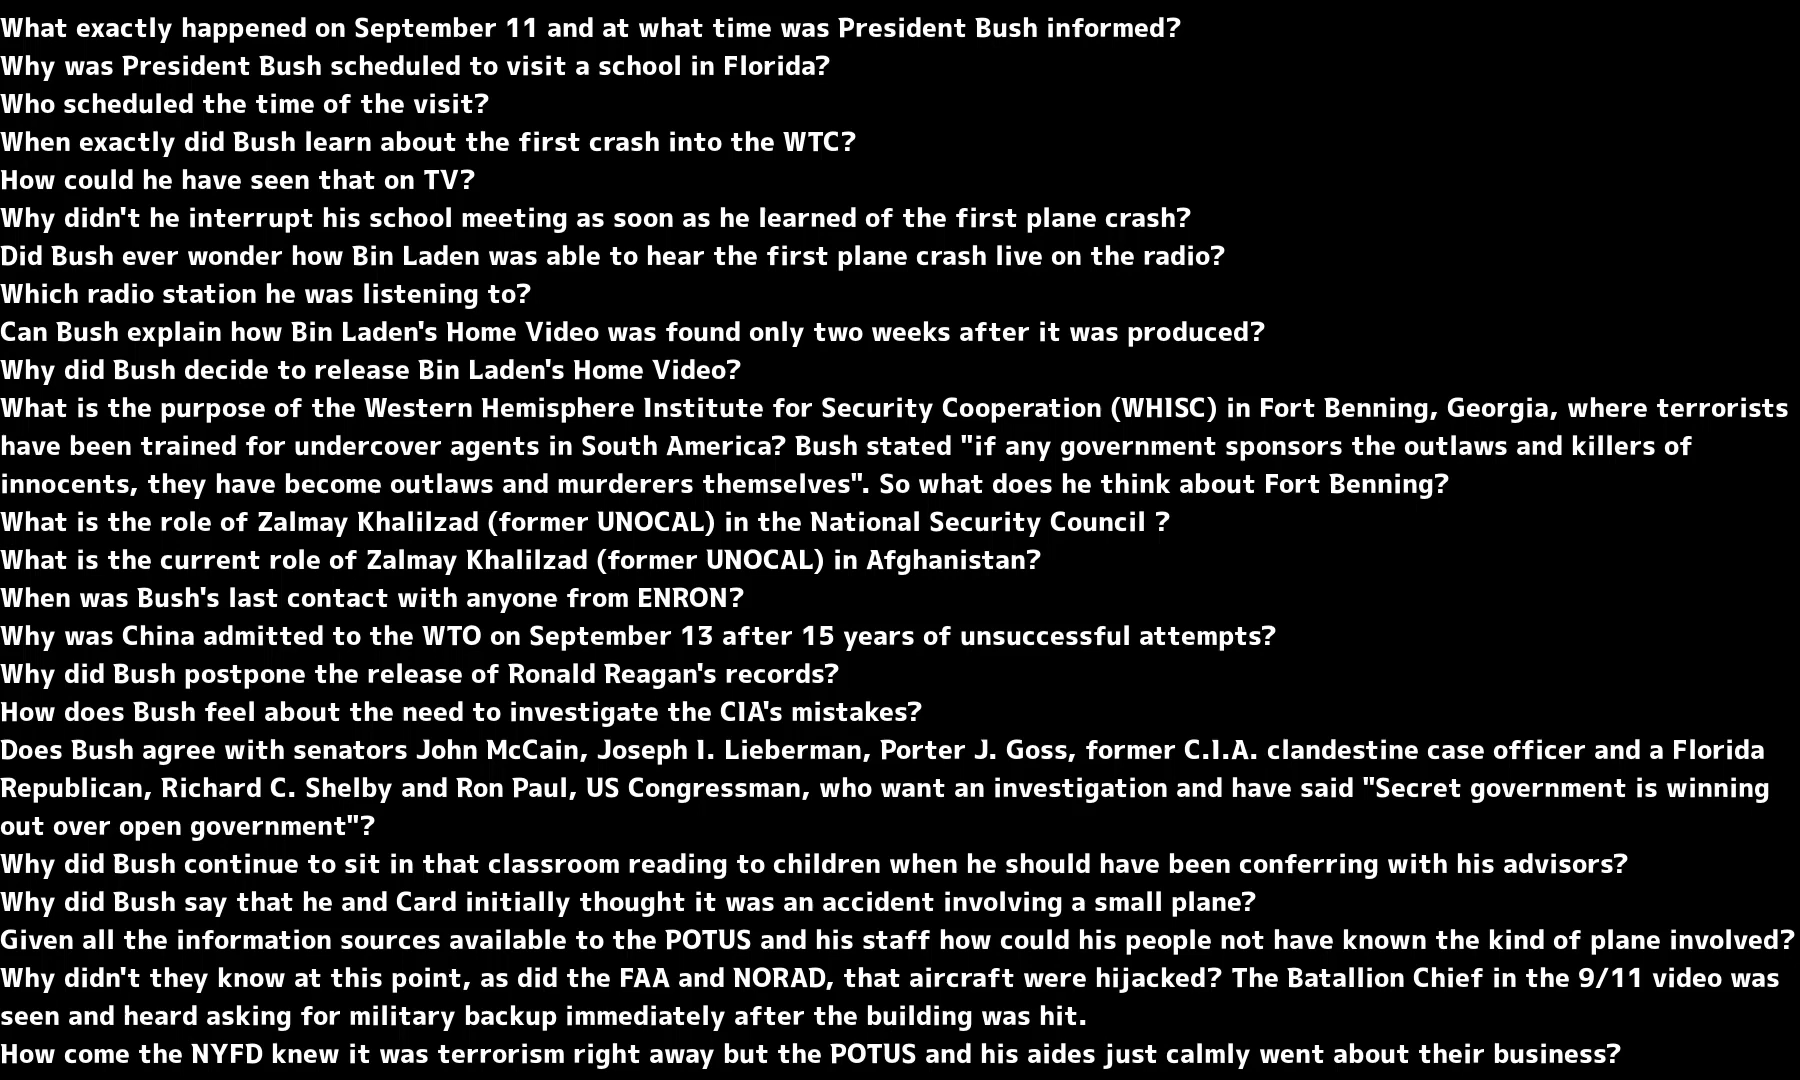 What exactly happened on September 11 and at what time was President Bush informed?
Why was President Bush scheduled to visit a school in Florida?
Who scheduled the time of the visit?
When exactly did Bush learn about the first crash into the WTC?
How could he have seen that on TV?
Why didn't he interrupt his school meeting as soon as he learned of the first plane crash?
Did Bush ever wonder how Bin Laden was able to hear the first plane crash live on the radio?
Which radio station he was listening to?
Can Bush explain how Bin Laden's Home Video was found only two weeks after it was produced?
Why did Bush decide to release Bin Laden's Home Video?
What is the purpose of the Western Hemisphere Institute for Security Cooperation (WHISC) in Fort Benning, Georgia, where terrorists
have been trained for undercover agents in South America? Bush stated "if any government sponsors the outlaws and killers of
innocents, they have become outlaws and murderers themselves". So what does he think about Fort Benning?
What is the role of Zalmay Khalilzad (former UNOCAL) in the National Security Council ?
What is the current role of Zalmay Khalilzad (former UNOCAL) in Afghanistan?
When was Bush's last contact with anyone from ENRON?
Why was China admitted to the WTO on September 13 after 15 years of unsuccessful attempts?
Why did Bush postpone the release of Ronald Reagan's records?
How does Bush feel about the need to investigate the CIA's mistakes?
Does Bush agree with senators John McCain, Joseph I. Lieberman, Porter J. Goss, former C.I.A. clandestine case officer and a Florida
Republican, Richard C. Shelby and Ron Paul, US Congressman, who want an investigation and have said "Secret government is winning
out over open government"?
Why did Bush continue to sit in that classroom reading to children when he should have been conferring with his advisors?
Why did Bush say that he and Card initially thought it was an accident involving a small plane?
Given all the information sources available to the POTUS and his staff how could his people not have known the kind of plane involved?
Why didn't they know at this point, as did the FAA and NORAD, that aircraft were hijacked? The Batallion Chief in the 9/11 video was
seen and heard asking for military backup immediately after the building was hit.
How come the NYFD knew it was terrorism right away but the POTUS and his aides just calmly went about their business?